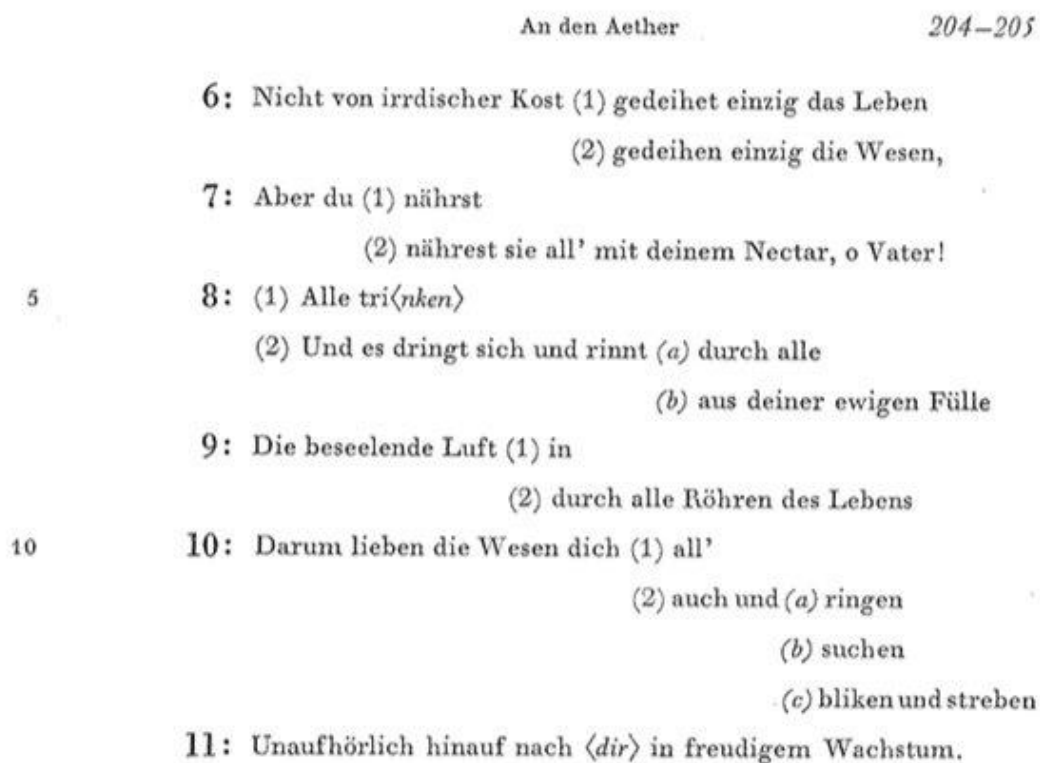 An den Aether 204–205
6: Nicht von irrdischer Kost (1) gedeihet einzig das Leben
(2) gedeihen einzig die Wesen,
7: Aber du (1) nährst
(2) nährest sie all’ mit deinem Nectar, o Vater!
5 8: (1) Alle tri⟨nken⟩
(2) Und es dringt sich und rinnt (a) durch alle
(b) aus deiner ewigen Fülle
9: Die beseelende Luft (1) in
(2) durch alle Röhren des Lebens
10 10: Darum lieben die Wesen dich (1) all’
(2) auch und (a) ringen
(b) suchen
(c) bliken und streben
11: Unaufhörlich hinauf nach ⟨dir⟩ in freudigem Wachstum.